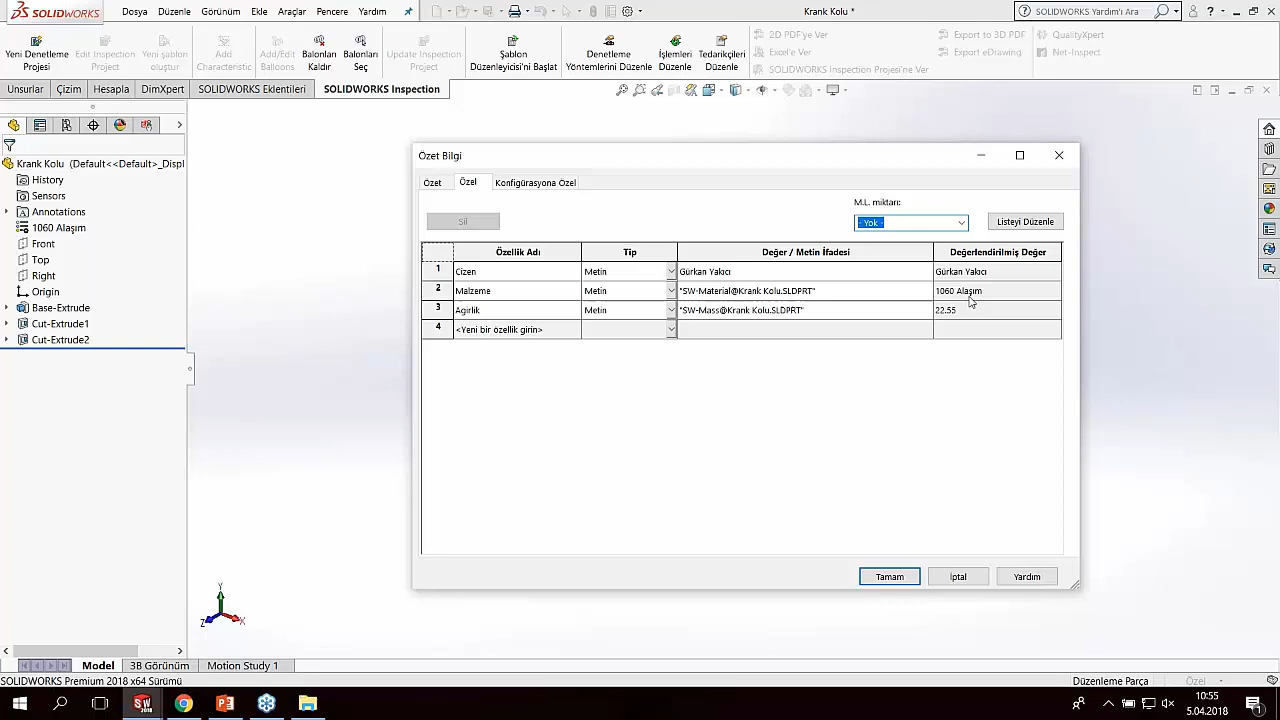 SOLIDWORKS
Dosya Düzenle Görünüm Ekle Araçlar Pencere Yardım
Krank Kolu *
SOLIDWORKS Yardım'ı Ara
Yeni Denetleme Projesi
Edit Inspection Project
Yeni şablon oluştur
Add Characteristic
Add/Edit Balloons
Balonları Kaldır
Balonları Seç
Update Inspection Project
Şablon Düzenleyicisi'ni Başlat
Denetleme Yöntemlerini Düzenle
İşlemleri Düzenle
Tedarikçileri Düzenle
2D PDF'ye Ver
Excel'e Ver
SOLIDWORKS Inspection Projesi'ne Ver
Export to 3D PDF
Export eDrawing
QualityXpert
Net-Inspect
Unsurlar Çizim Hesapla DimXpert SOLIDWORKS Eklentileri SOLIDWORKS Inspection
Krank Kolu (Default<<Default>_Displ
History
Sensors
Annotations
1060 Alaşım
Front
Top
Right
Origin
Base-Extrude
Cut-Extrude1
Cut-Extrude2
Özet Bilgi
Özet Özel Konfigürasyona Özel
M.L. miktarı:
Sil
- Yok -
Listeyi Düzenle
Özellik Adı Tip Değer / Metin İfadesi Değerlendirilmiş Değer
1 Cizen Metin Gürkan Yakıcı Gürkan Yakıcı
2 Malzeme Metin "SW-Material@Krank Kolu.SLDPRT" 1060 Alaşım
3 Agirlik Metin "SW-Mass@Krank Kolu.SLDPRT" 22.55
4 <Yeni bir özellik girin>
Tamam İptal Yardım
Y
Z
X
Model 3B Görünüm Motion Study 1
SOLIDWORKS Premium 2018 x64 Sürümü
Düzenleme Parça
Özel
SW
2018
10:55
5.04.2018
1